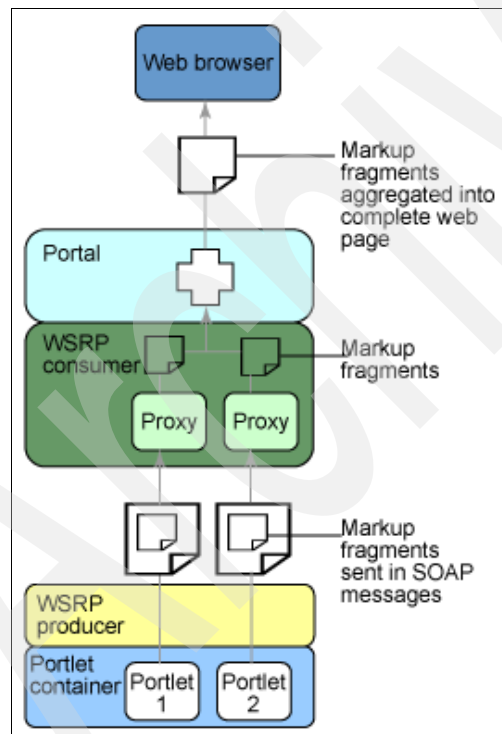 Web browser
Markup
fragments
aggregated into
complete web
page
Portal
WSRP
consumer
Markup
fragments
Proxy
Proxy
Markup
fragments
sent in SOAP
messages
WSRP
producer
Portlet
container
Portlet
1
Portlet
2